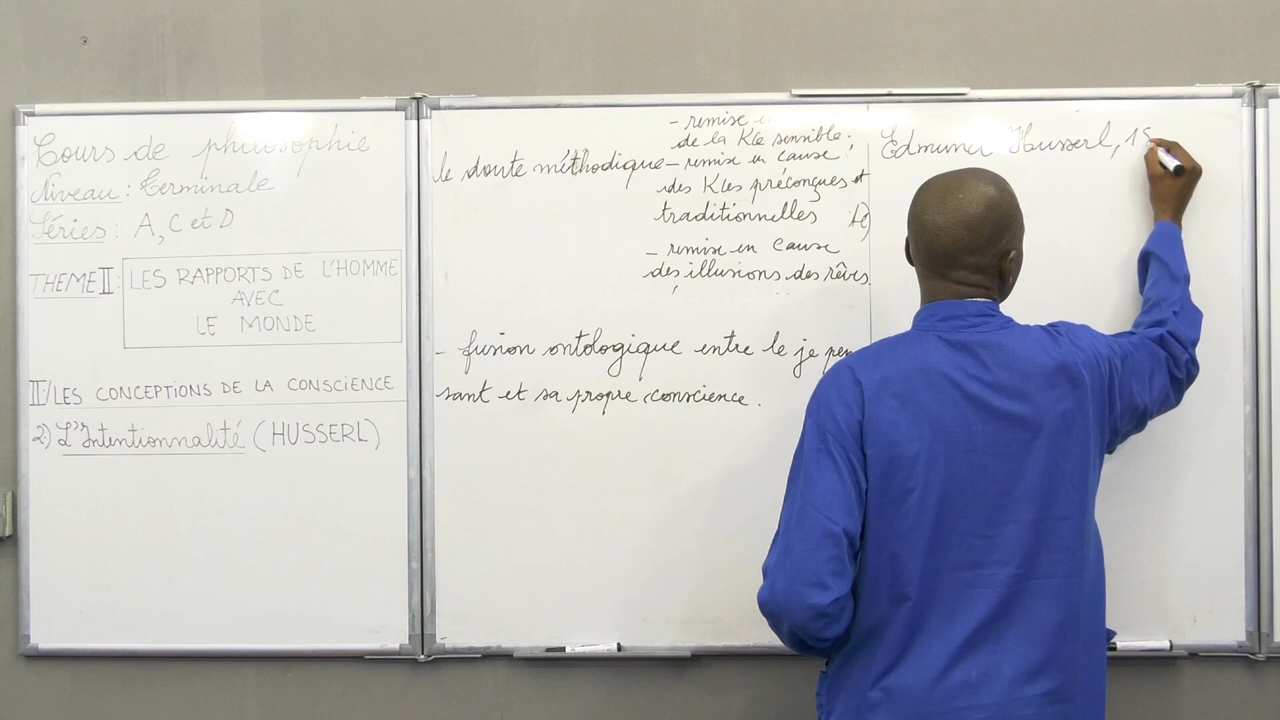 Cours de philosophie
Niveau : Terminale
Séries : A, C et D
THEME II : LES RAPPORTS DE L'HOMME
AVEC
LE MONDE
II/ LES CONCEPTIONS DE LA CONSCIENCE
2) L'Intentionnalité (HUSSERL)
- remise
de la Kce sensible ;
le doute méthodique - remise en cause
des Kces préconçues et
traditionnelles
- remise en cause
des illusions des rêves.
- fusion ontologique entre le je pen
sant et sa propre conscience.
Edmund Husserl,